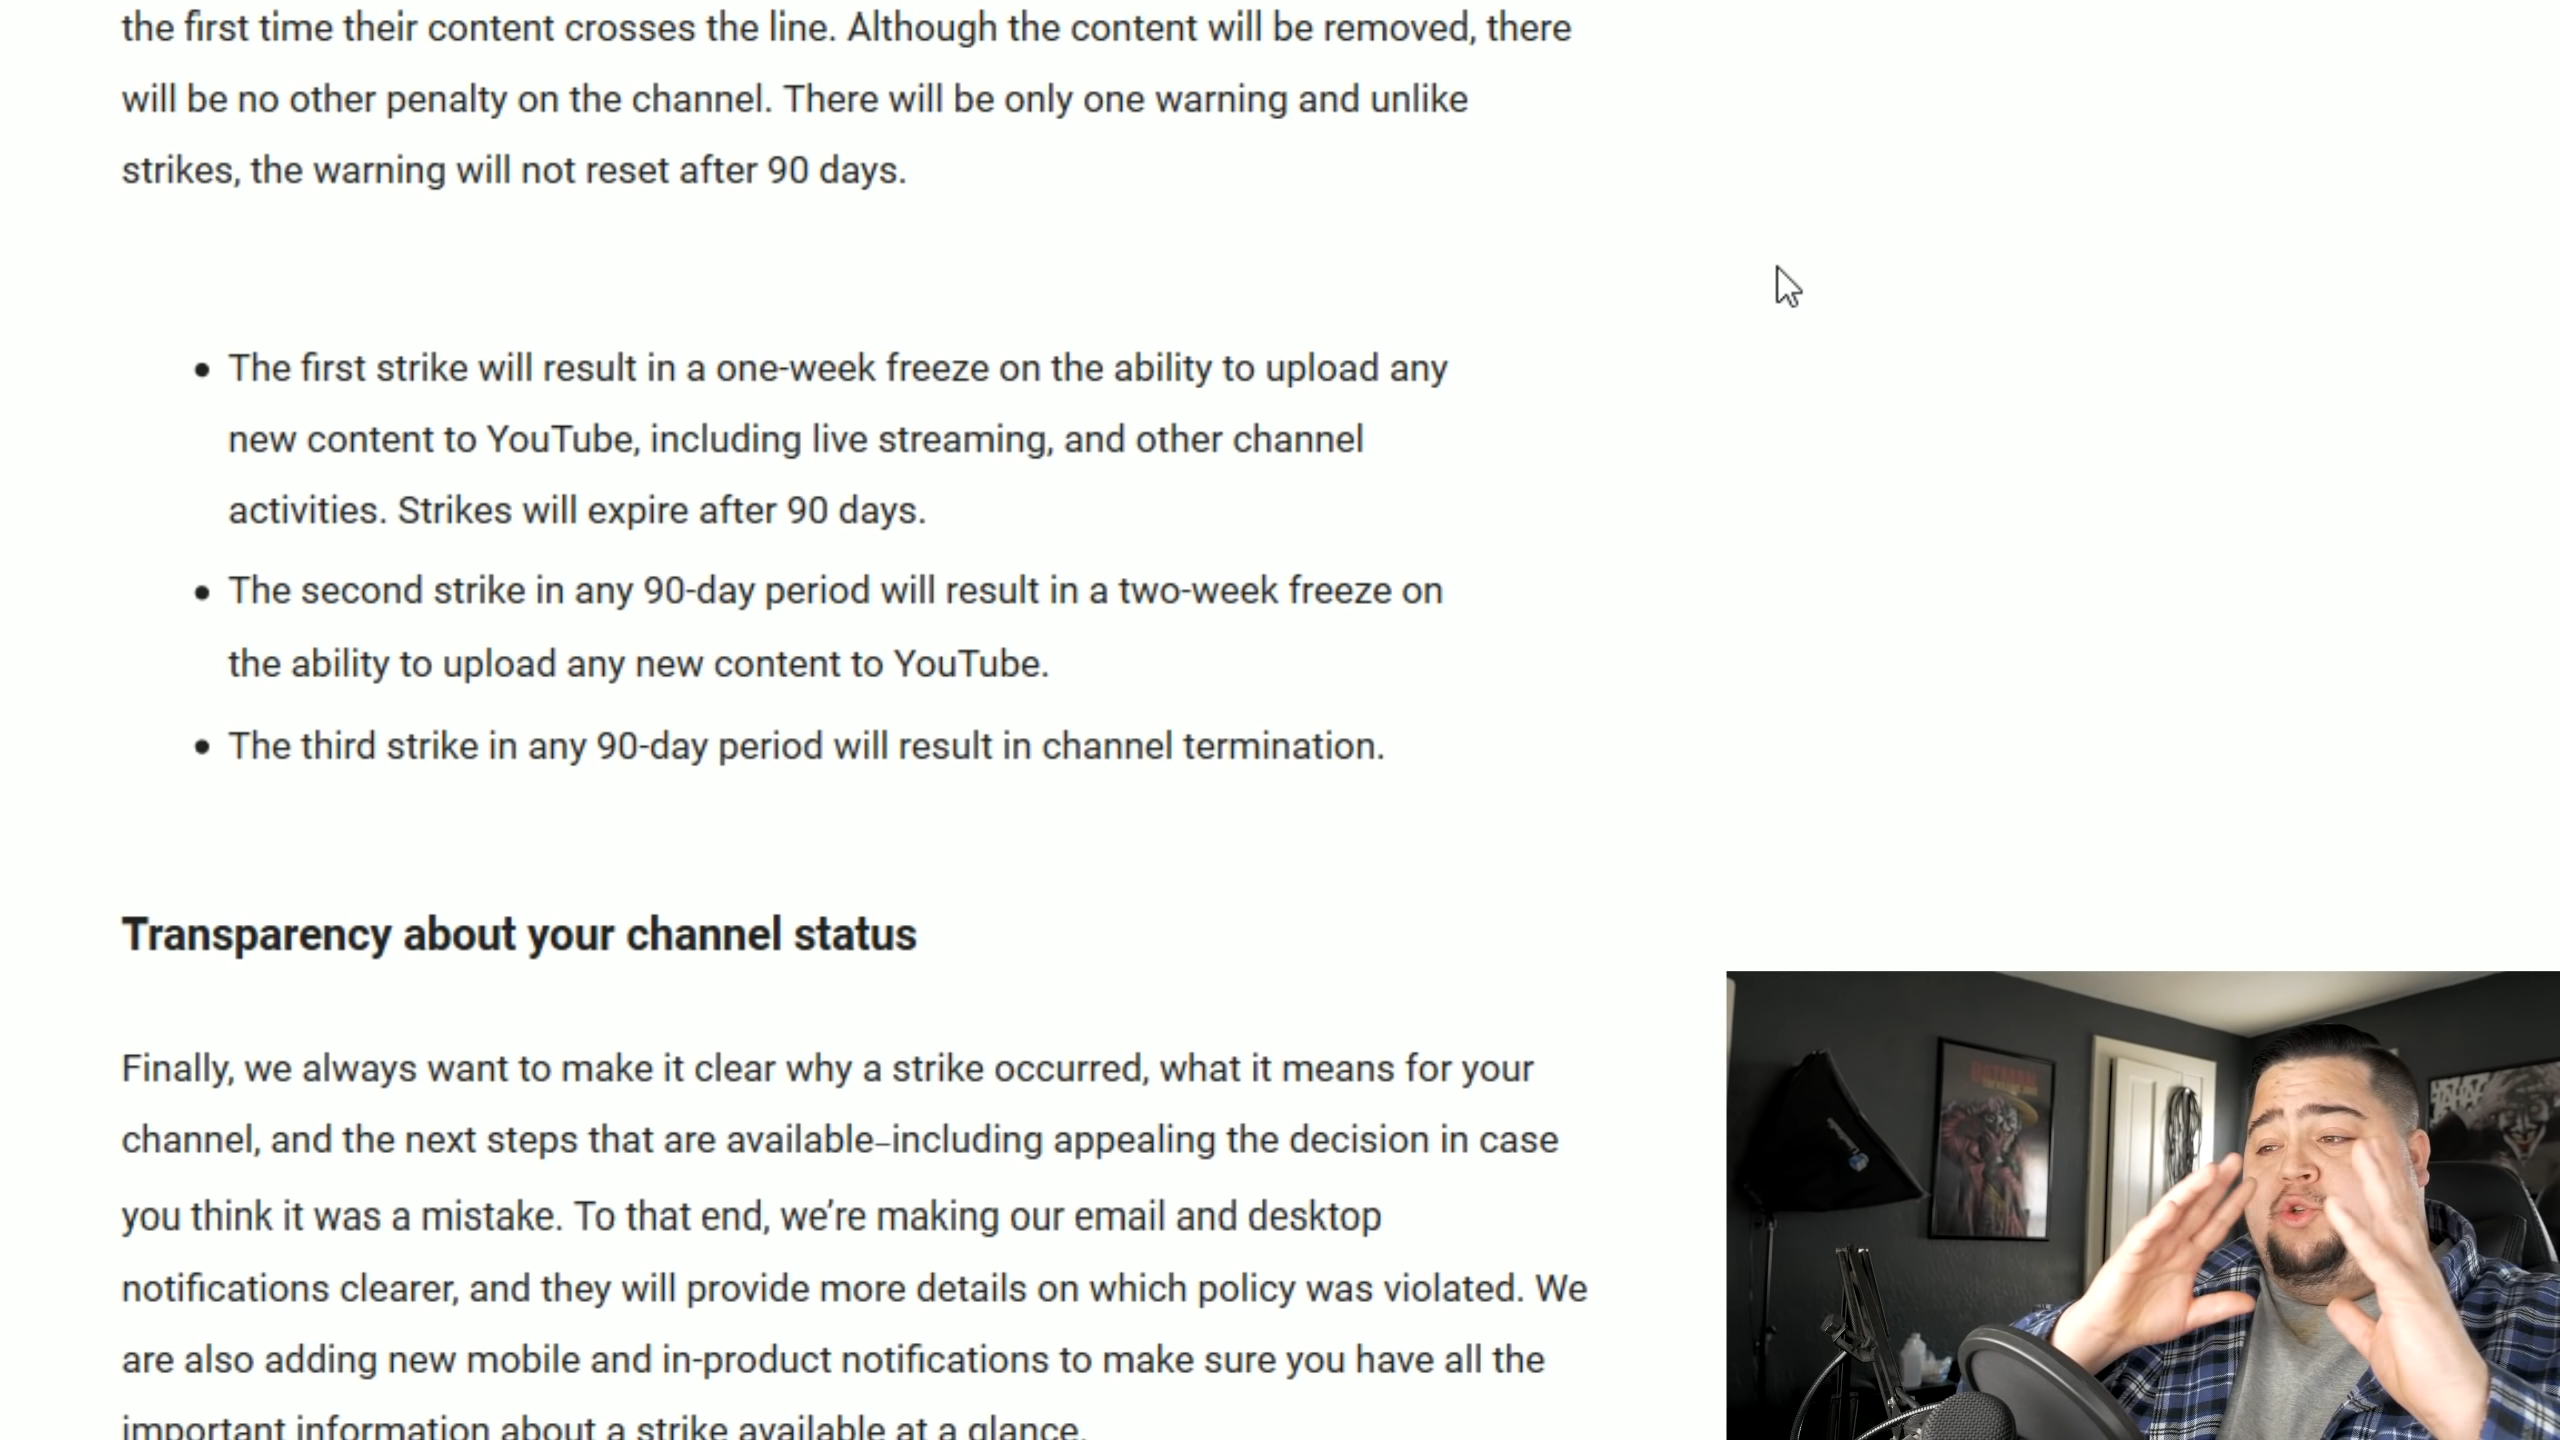 the first time their content crosses the line. Although the content will be removed, there
will be no other penalty on the channel. There will be only one warning and unlike
strikes, the warning will not reset after 90 days.
The first strike will result in a one-week freeze on the ability to upload any
new content to YouTube, including live streaming, and other channel
activities. Strikes will expire after 90 days.
The second strike in any 90-day period will result in a two-week freeze on
the ability to upload any new content to YouTube.
The third strike in any 90-day period will result in channel termination.
Transparency about your channel status
Finally, we always want to make it clear why a strike occurred, what it means for your
channel, and the next steps that are available–including appealing the decision in case
you think it was a mistake. To that end, we’re making our email and desktop
notifications clearer, and they will provide more details on which policy was violated. We
are also adding new mobile and in-product notifications to make sure you have all the
important information about a strike available at a glance.